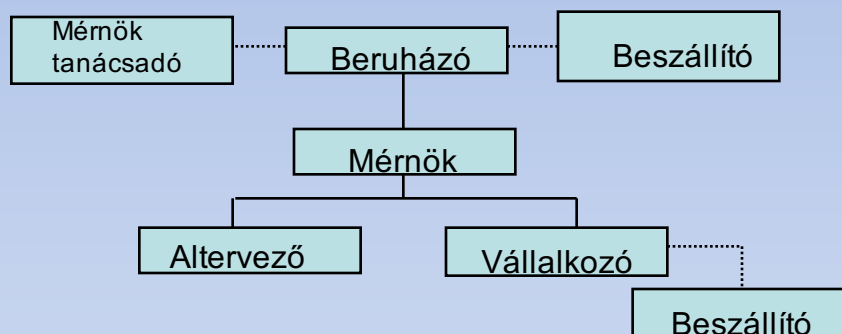 Mérnök
tanácsadó
Beruházó
Beszállító
Mérnök
Altervező
Vállalkozó
Beszállító